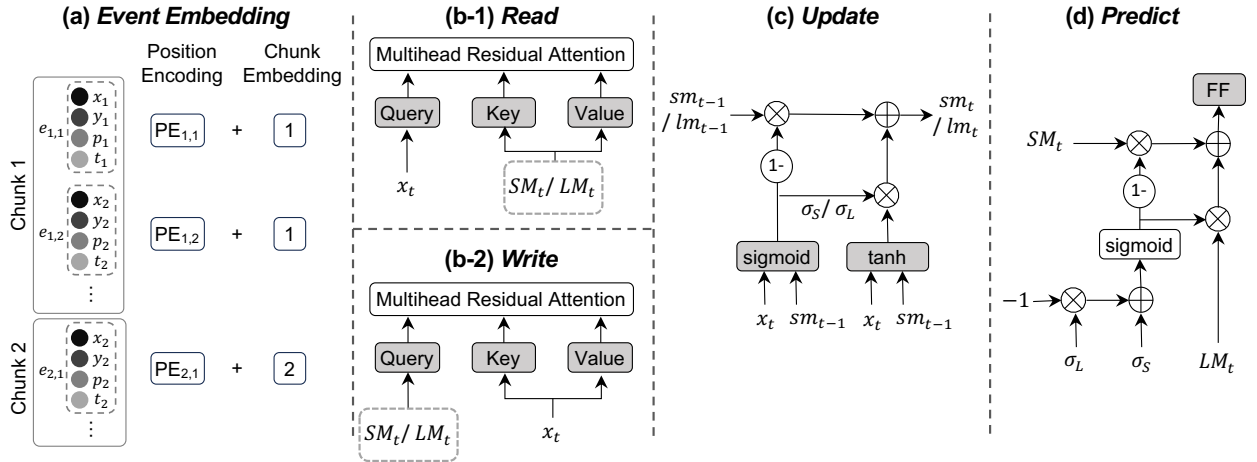 (a) Event Embedding
Position
Encoding
Chunk
Embedding
Chunk 1
e1,1
x1
y1
p1
t1
PE1,1
+
1
e1,2
x2
y2
p2
t2
PE1,2
+
1
⋮
Chunk 2
e2,1
x2
y2
p2
t2
PE2,1
+
2
⋮
(b-1) Read
Multihead Residual Attention
Query
Key
Value
xt
SMt/ LMt
(b-2) Write
Multihead Residual Attention
Query
Key
Value
SMt/ LMt
xt
(c) Update
smt−1
/ lmt−1
smt
/ lmt
1-
σS/ σL
sigmoid
tanh
xt
smt−1
xt
smt−1
(d) Predict
FF
SMt
1-
sigmoid
−1
σL
σS
LMt